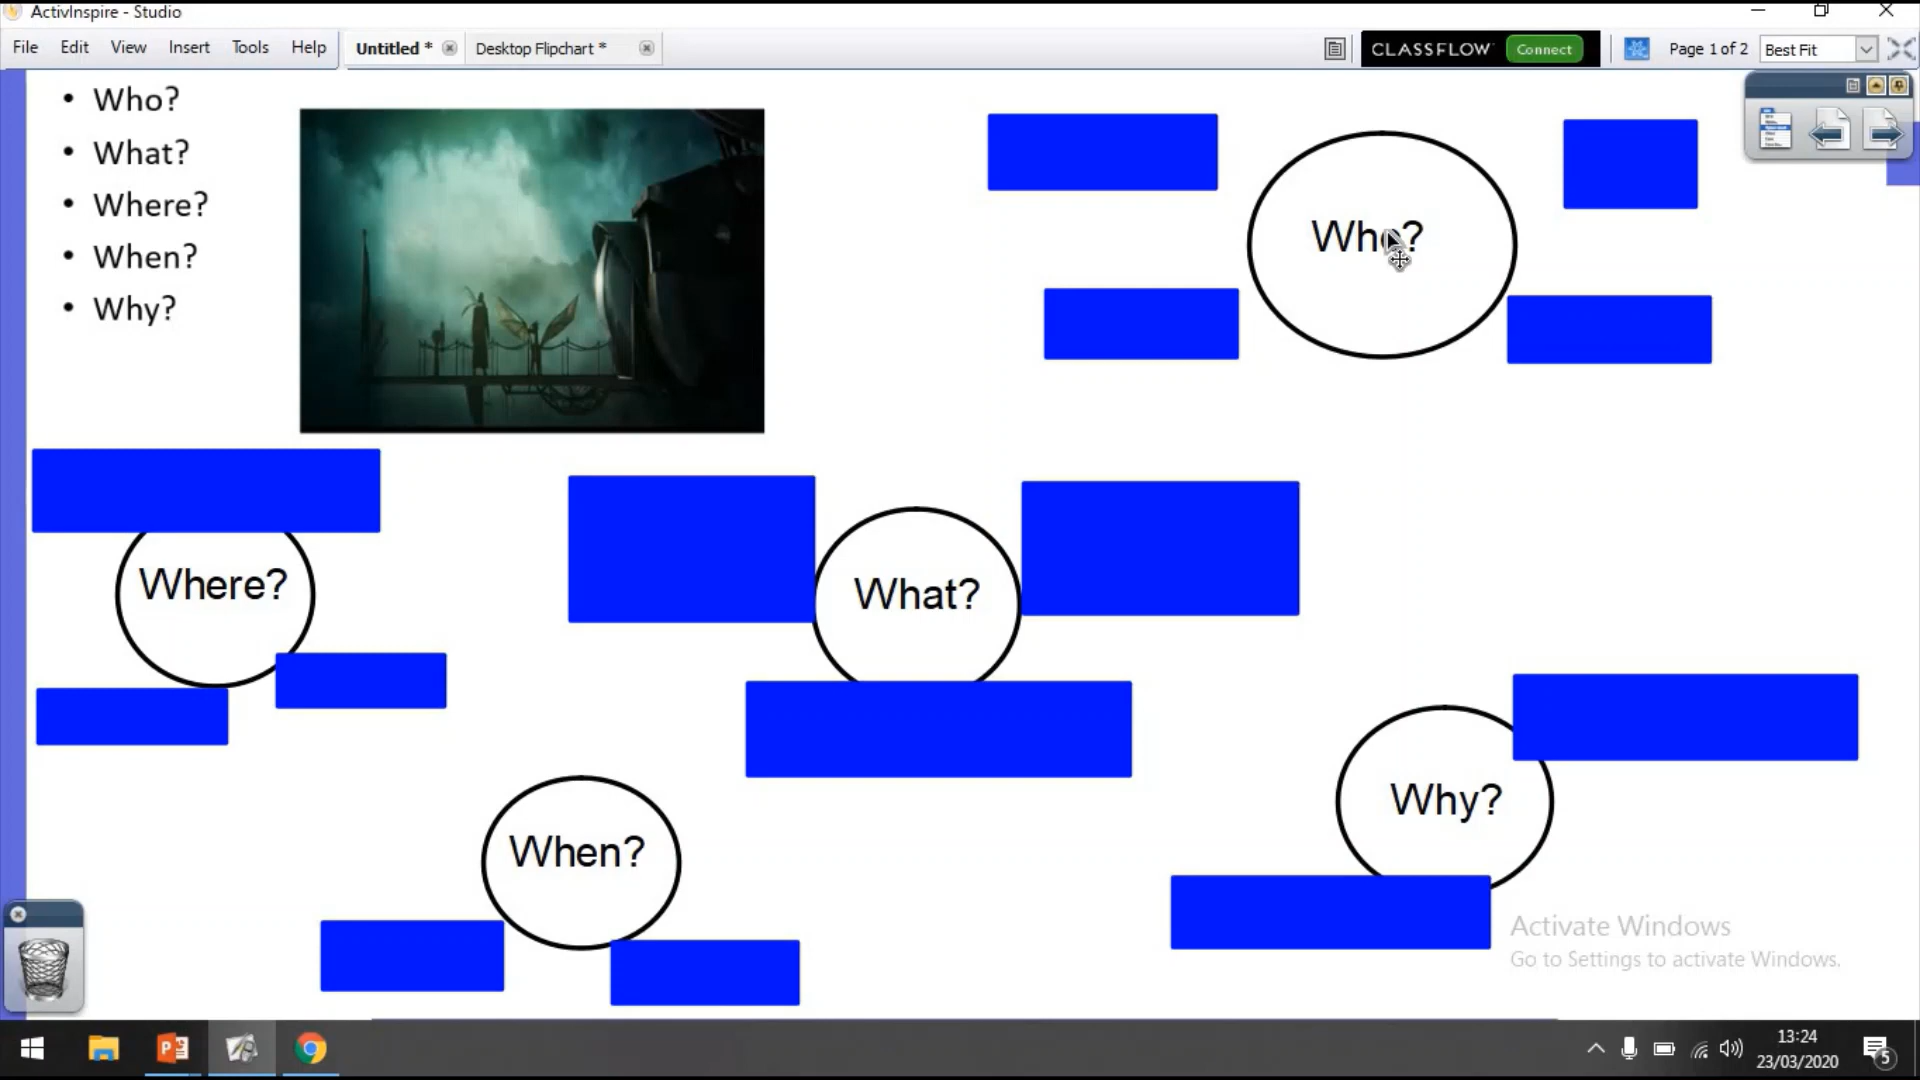 ActivInspire - Studio
File Edit View Insert Tools Help Untitled * Desktop Flipchart * CLASSFLOW Connect Page 1 of 2 Best Fit
• Who?
• What?
• Where?
• When?
• Why?
Who?
Where?
What?
Why?
When?
Activate Windows
Go to Settings to activate Windows.
13:24
23/03/2020
5